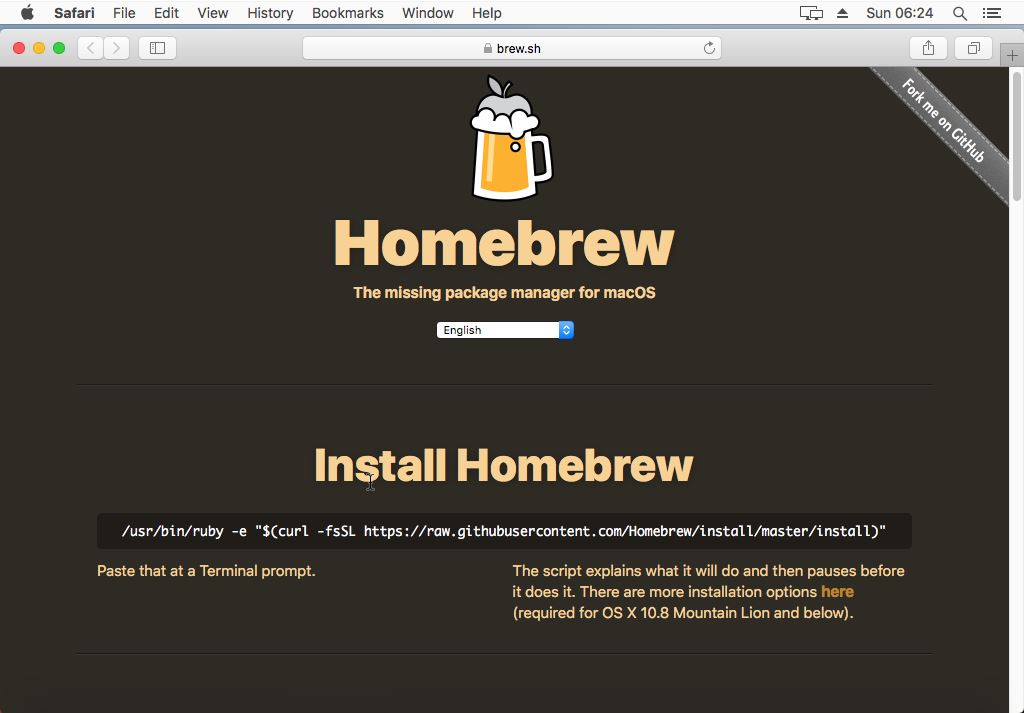 Safari File Edit View History Bookmarks Window Help Sun 06:24
brew.sh
Fork me on GitHub
Homebrew
The missing package manager for macOS
English
Install Homebrew
/usr/bin/ruby -e "$(curl -fsSL https://raw.githubusercontent.com/Homebrew/install/master/install)"
Paste that at a Terminal prompt.
The script explains what it will do and then pauses before
it does it. There are more installation options here
(required for OS X 10.8 Mountain Lion and below).